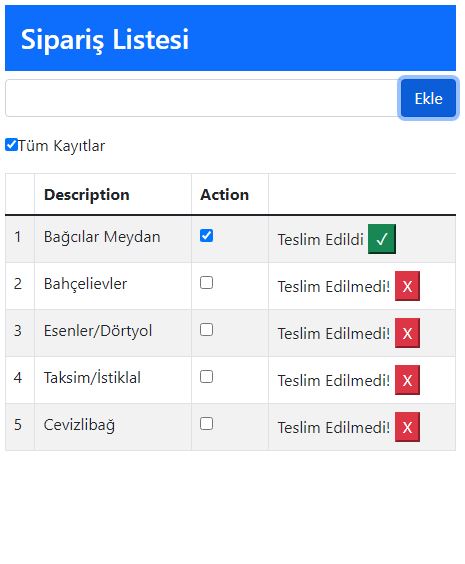 Sipariş Listesi
Ekle
Tüm Kayıtlar
Description Action
1 Bağcılar Meydan Teslim Edildi ✓
2 Bahçelievler Teslim Edilmedi! X
3 Esenler/Dörtyol Teslim Edilmedi! X
4 Taksim/İstiklal Teslim Edilmedi! X
5 Cevizlibağ Teslim Edilmedi! X